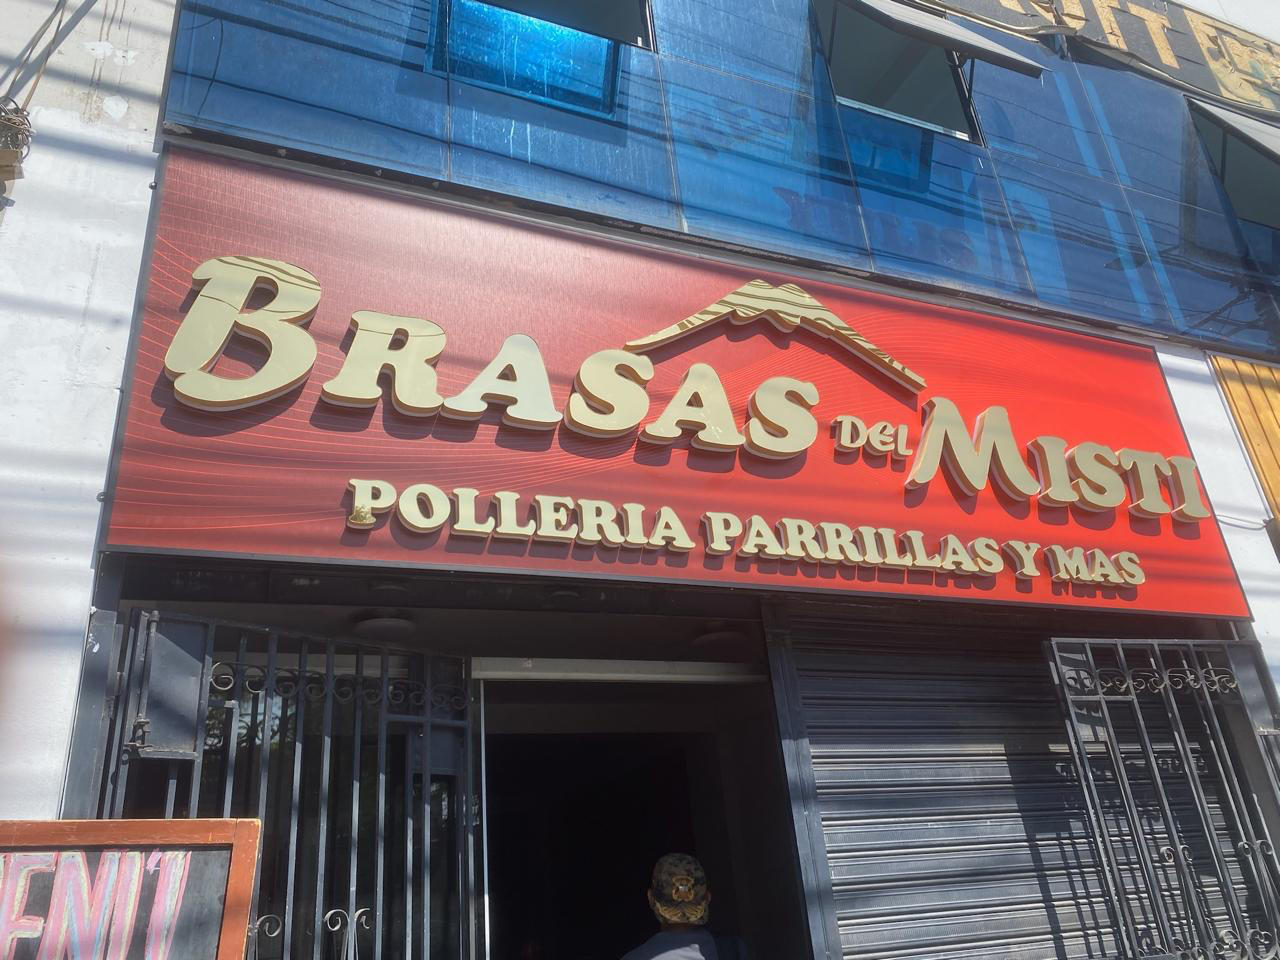 BRASAS DEL MISTI
POLLERIA PARRILLAS Y MAS